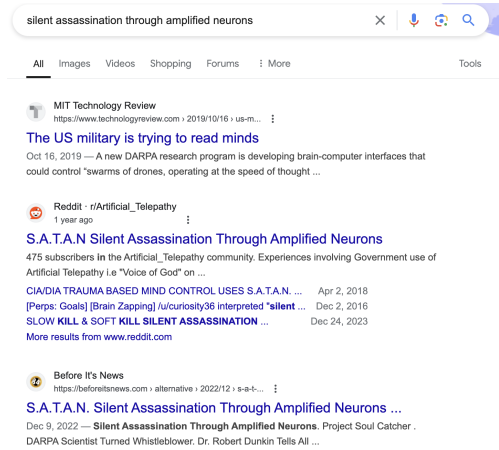 silent assassination through amplified neurons
All Images Videos Shopping Forums More Tools
MIT Technology Review
https://www.technologyreview.com › 2019/10/16 › us-m...
The US military is trying to read minds
Oct 16, 2019 — A new DARPA research program is developing brain-computer interfaces that
could control “swarms of drones, operating at the speed of thought ...
Reddit · r/Artificial_Telepathy
1 year ago
S.A.T.A.N Silent Assassination Through Amplified Neurons
475 subscribers in the Artificial_Telepathy community. Experiences involving Government use of
Artificial Telepathy i.e "Voice of God" on ...
CIA/DIA TRAUMA BASED MIND CONTROL USES S.A.T.A.N. ... Apr 2, 2018
[Perps: Goals] [Brain Zapping] /u/curiosity36 interpreted "silent ... Dec 2, 2016
SLOW KILL & SOFT KILL SILENT ASSASSINATION ... Dec 24, 2023
More results from www.reddit.com
Before It's News
https://beforeitsnews.com › alternative › 2022/12 › s-a-t-...
S.A.T.A.N. Silent Assassination Through Amplified Neurons ...
Dec 9, 2022 — Silent Assassination Through Amplified Neurons. Project Soul Catcher .
DARPA Scientist Turned Whistleblower. Dr. Robert Dunkin Tells All ...